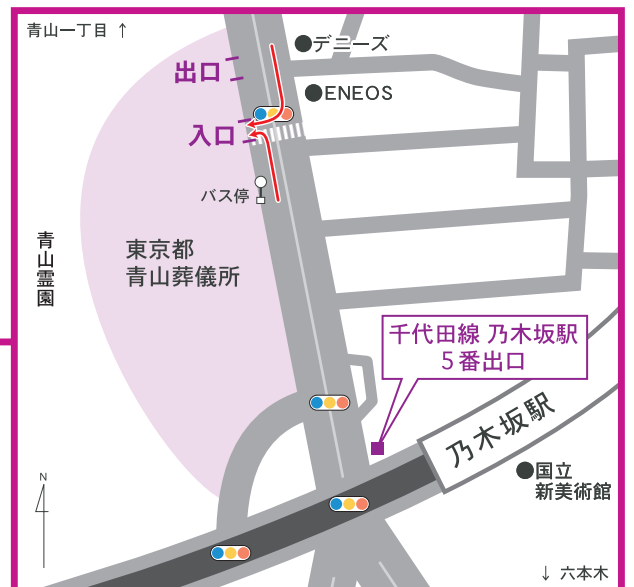 青山一丁目 ↑
●デニーズ
出口
●ENEOS
入口
バス停
青山霊園
東京都
青山葬儀所
千代田線 乃木坂駅
5番出口
乃木坂駅
●国立
新美術館
N
↓ 六本木